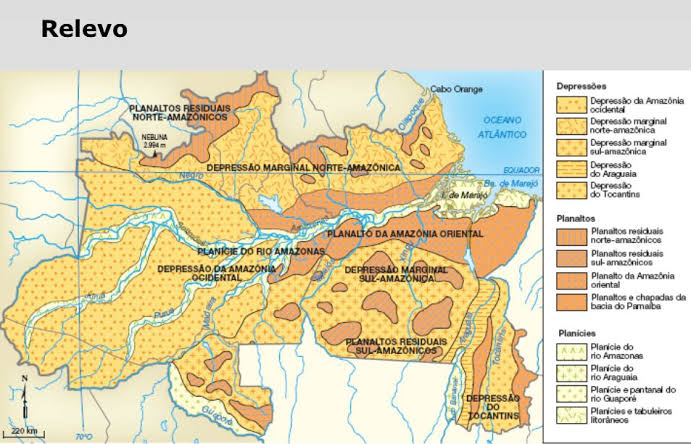 Relevo
PLANALTOS RESIDUAIS
NORTE-AMAZÔNICOS
NEBLINA
2.994 m
Cabo Orange
Oiapoque
OCEANO
ATLÂNTICO
DEPRESSÃO MARGINAL NORTE-AMAZÔNICA
EQUADOR
Negro
Ba. de Marajó
I. de Marajó
Amazonas
PLANALTO DA AMAZÔNIA ORIENTAL
PLANÍCIE DO RIO AMAZONAS
DEPRESSÃO DA AMAZÔNIA
OCIDENTAL
DEPRESSÃO MARGINAL
SUL-AMAZÔNICA
Xingu
Juruá
Purus
Madeira
Araguaia
Tocantins
PLANALTOS RESIDUAIS
SUL-AMAZÔNICOS
Guaporé
DEPRESSÃO
DO
TOCANTINS
N
220 km
70°O
Depressões
Depressão da Amazônia
ocidental
Depressão marginal
norte-amazônica
Depressão marginal
sul-amazônica
Depressão
do Araguaia
Depressão do
Tocantins
Planaltos
Planaltos residuais
norte-amazônicos
Planaltos residuais
sul-amazônicos
Planalto da Amazônia
oriental
Planaltos e chapadas da
bacia do Parnaíba
Planícies
Planície do
rio Amazonas
Planície do
rio Araguaia
Planície e pantanal do
rio Guaporé
Planícies e tabuleiros
litorâneos